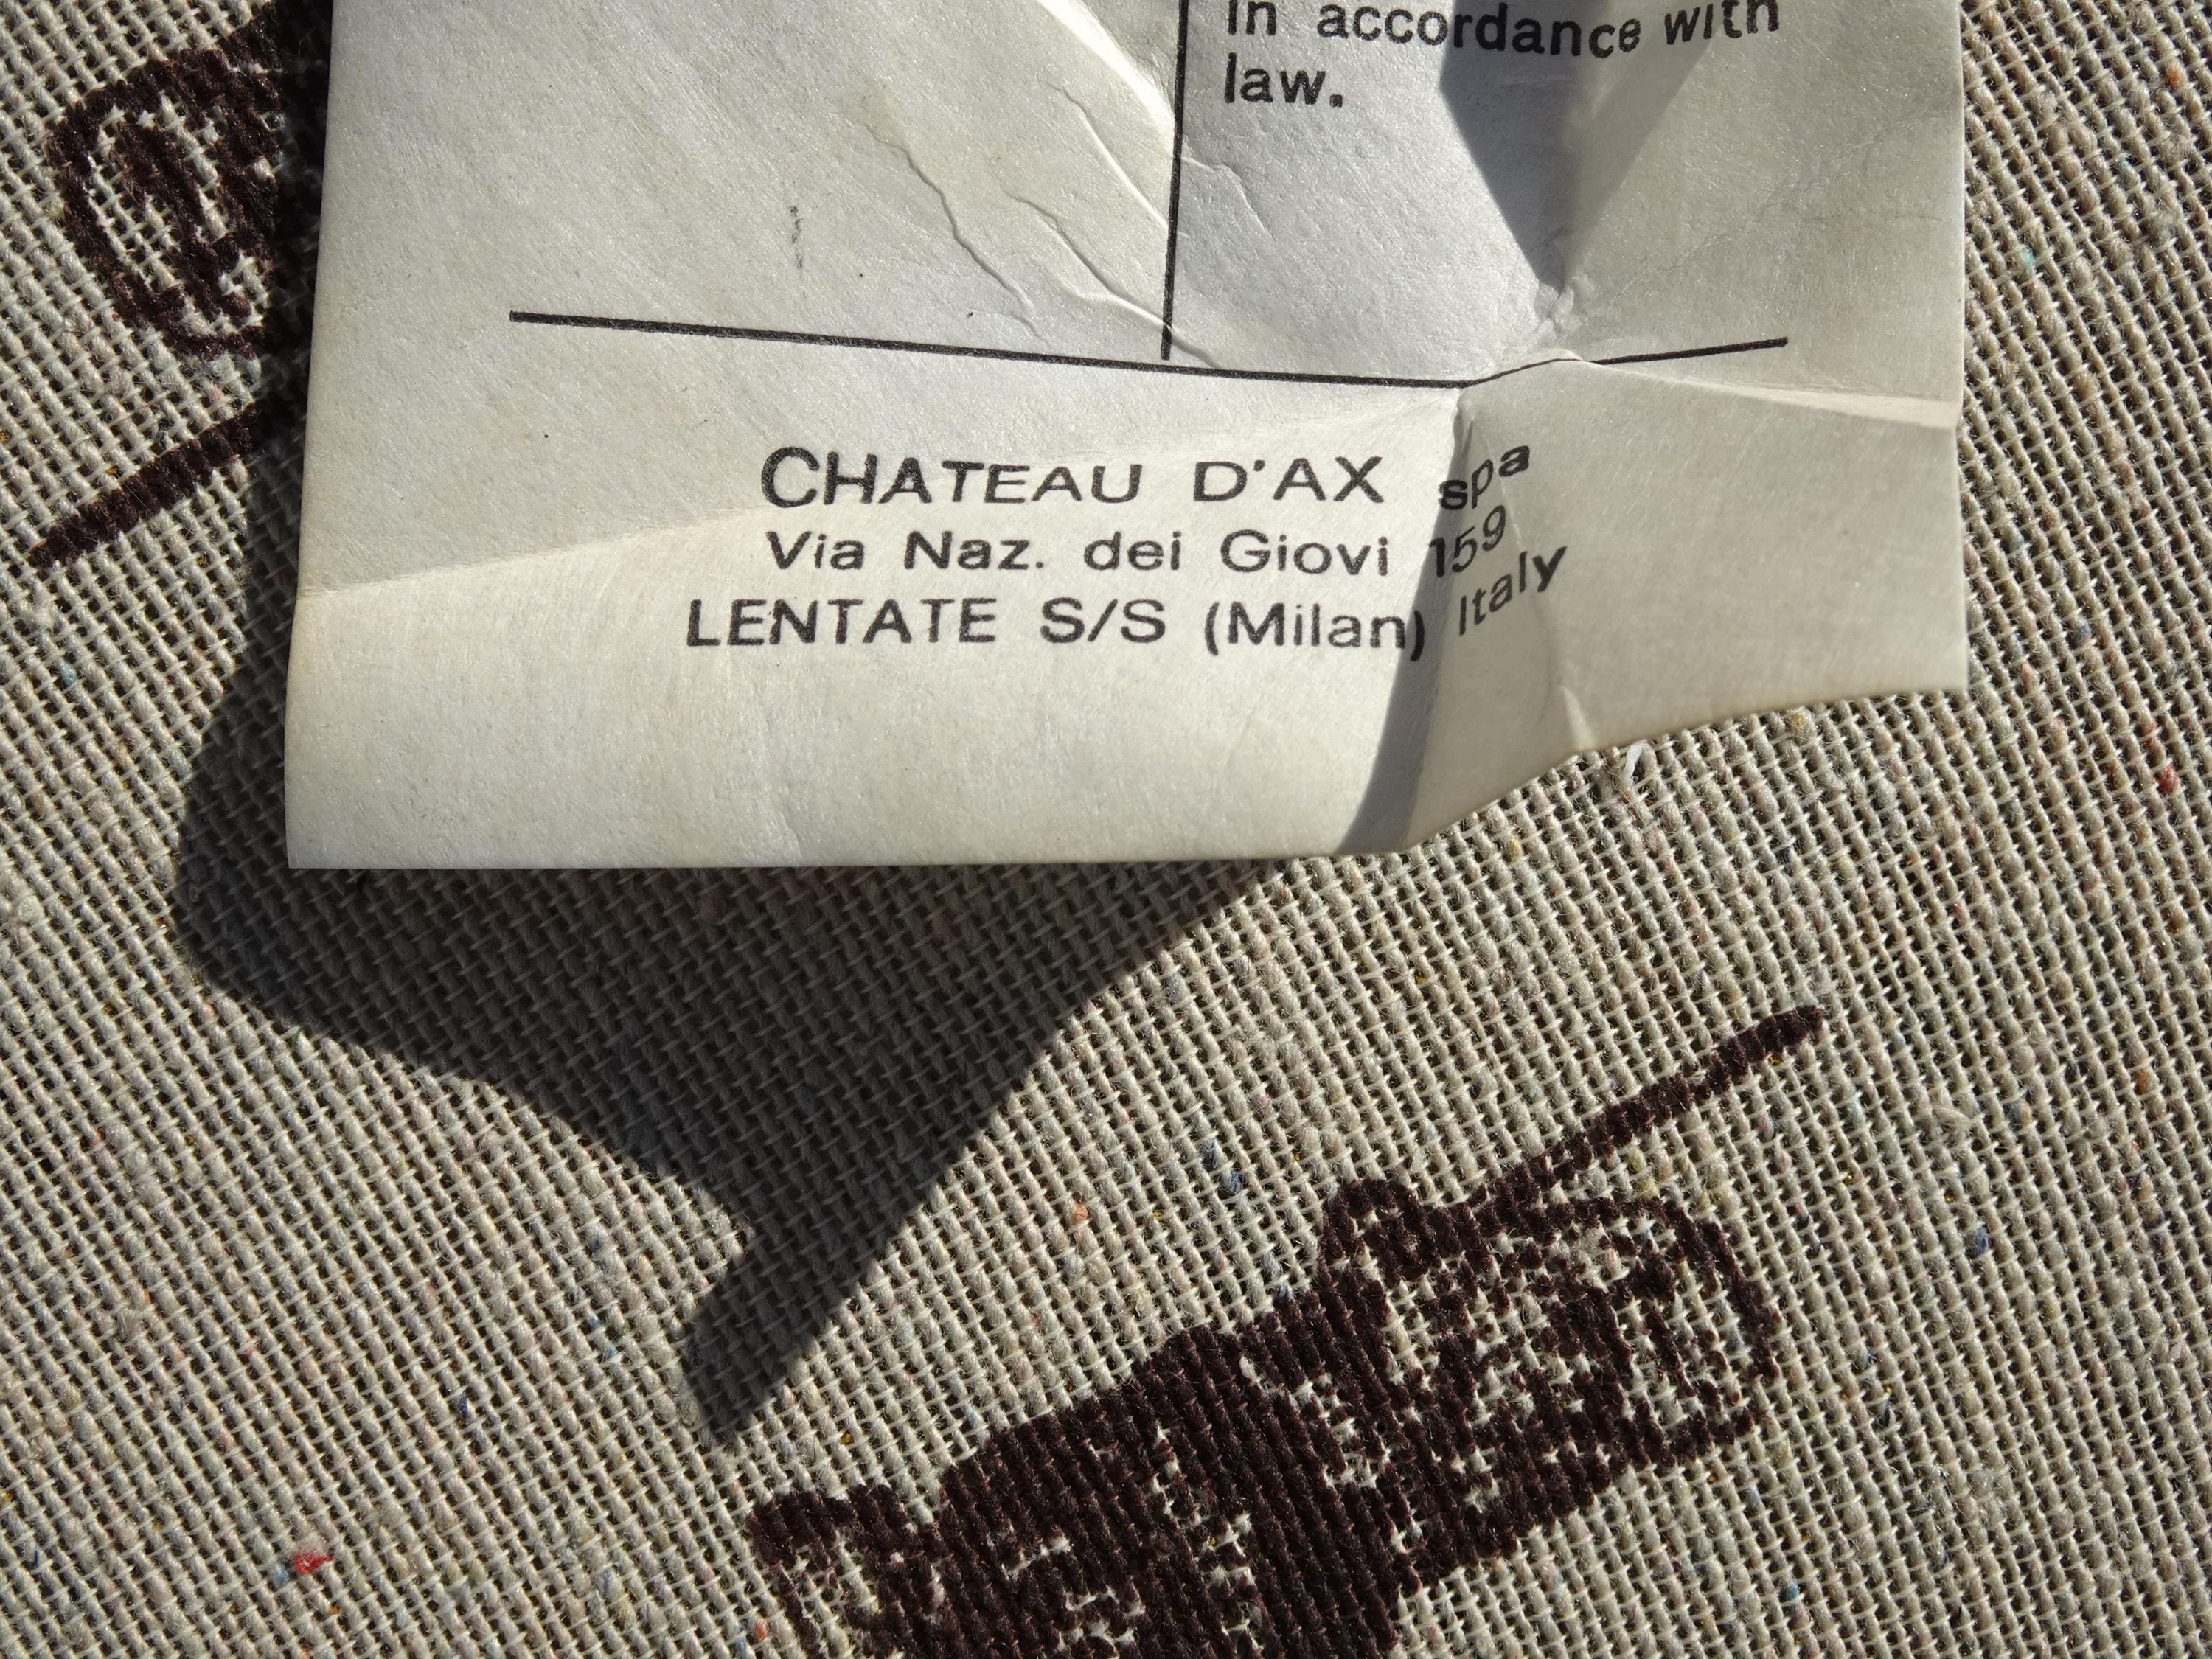 in accordance with
law.
CHATEAU D'AX spa
Via Naz. dei Giovi 159
LENTATE S/S (Milan) Italy